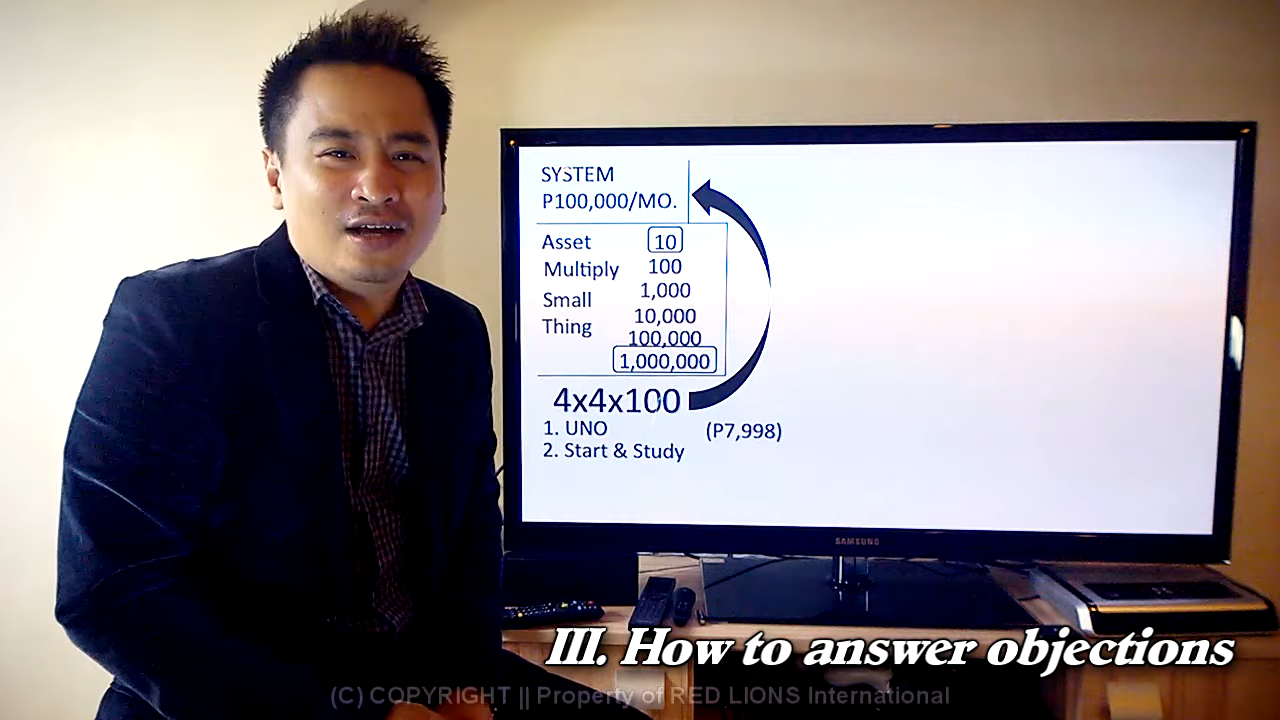 SYSTEM
P100,000/MO.
Asset 10
Multiply 100
Small 1,000
Thing 10,000
100,000
1,000,000
4x4x100
1. UNO (P7,998)
2. Start & Study
SAMSUNG
III. How to answer objections
(C) COPYRIGHT || Property of RED LIONS International